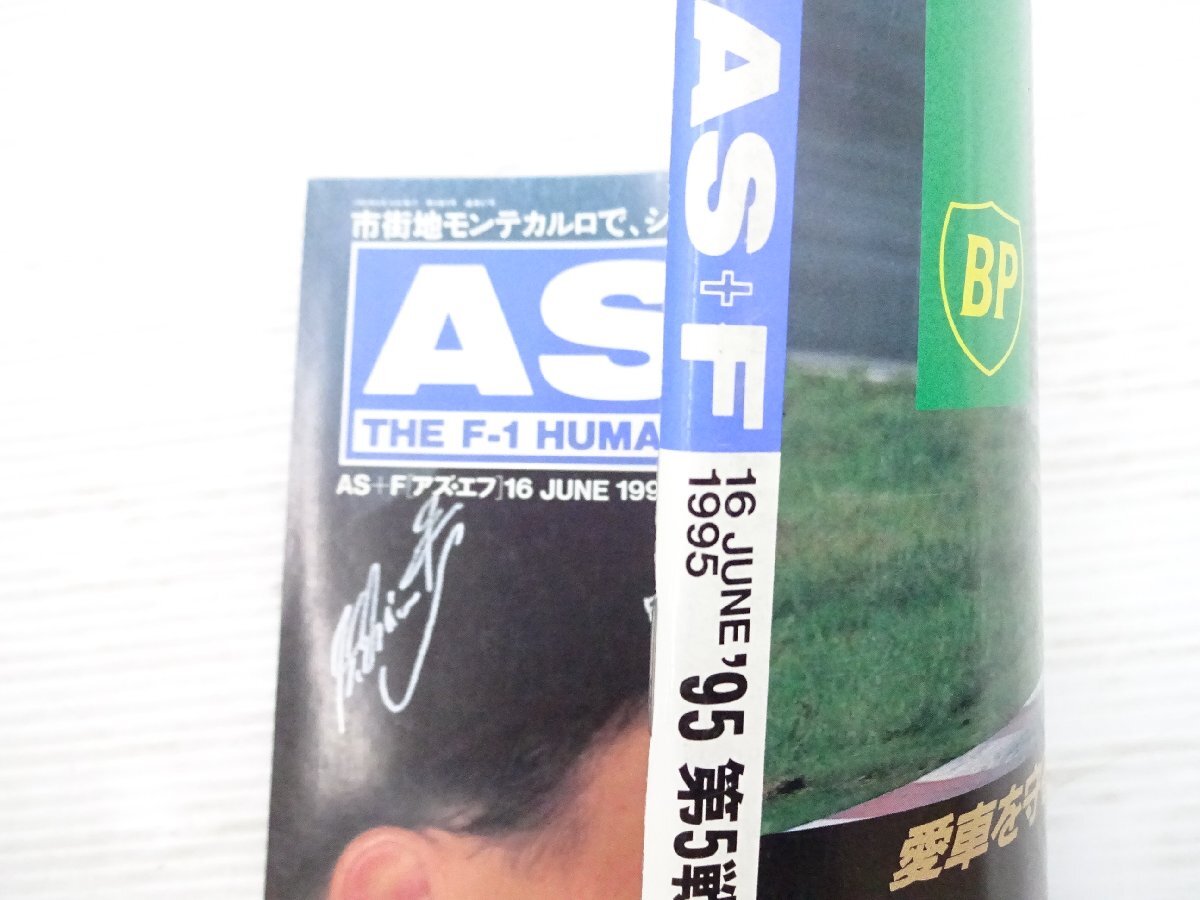 市街地モンテカルロで、シ
AS
THE F-1 HUMA
AS+F[アズ・エフ]16 JUNE 199
AS+F
16 JUNE
1995
'95 第5戦
BP
愛車を守